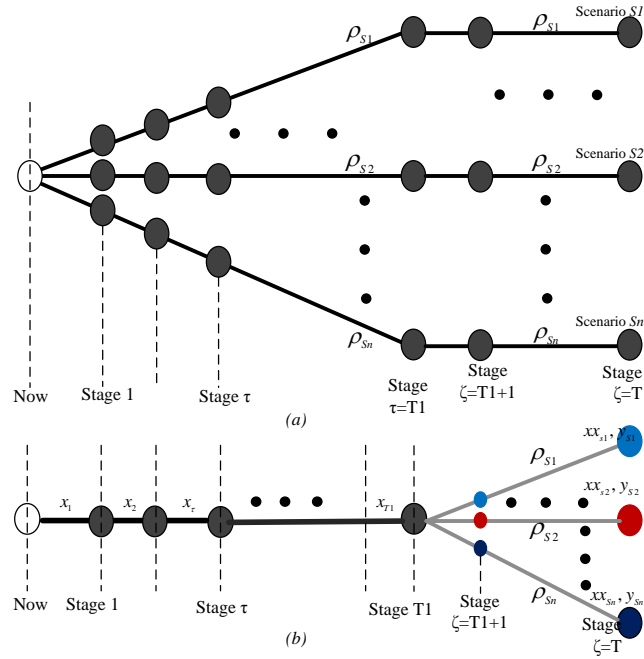 Scenario S1
ρS1
ρS1
Scenario S2
ρS2
ρS2
Scenario Sn
ρSn
ρSn
Now
Stage 1
Stage τ
Stage
τ=T1
Stage
ζ=T1+1
Stage
ζ=T
(a)
x1
x2
xτ
xT1
ρS1
xxs1, yS1
ρS2
xxs2, yS2
ρSn
xxSn, ySn
Now
Stage 1
Stage τ
Stage T1
Stage
ζ=T1+1
Stage
ζ=T
(b)